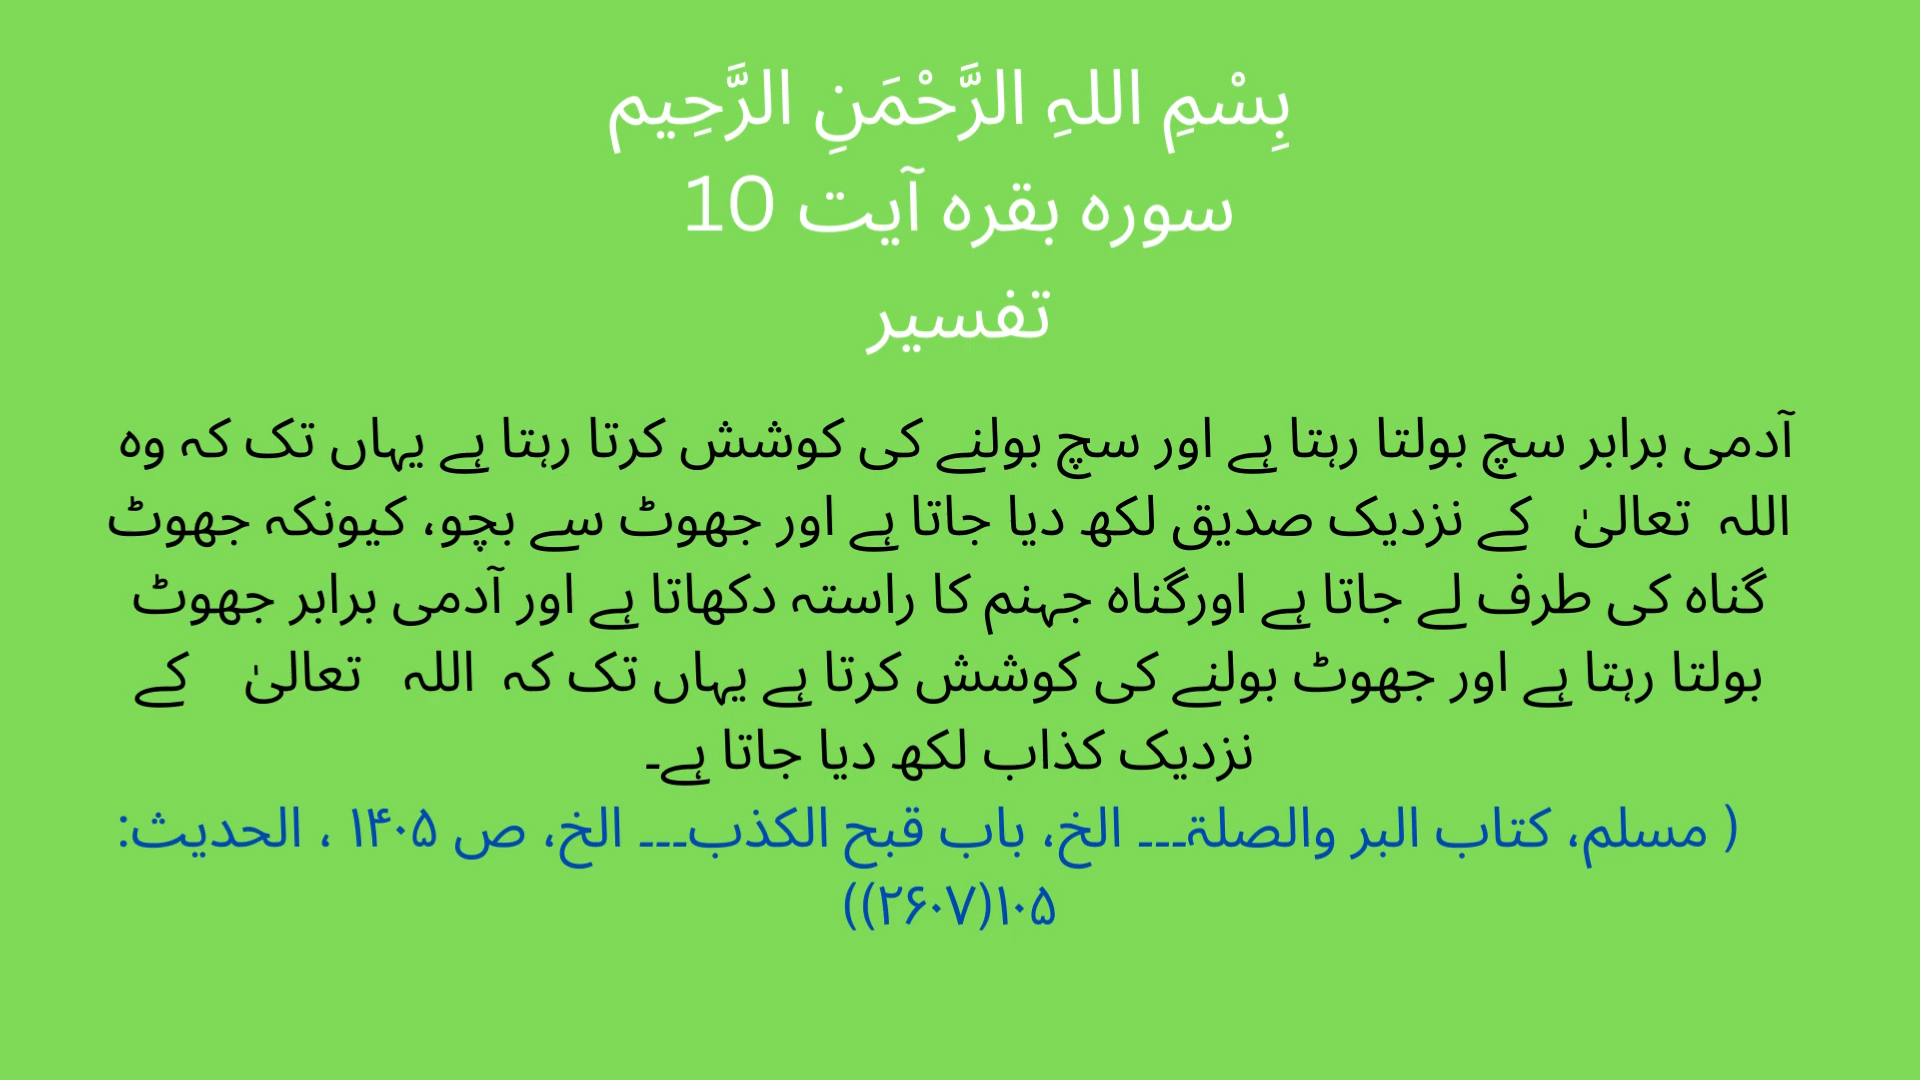 بِسْمِ اللہِ الرَّحْمَنِ الرَّحِیم
سورہ بقرہ آیت 10
تفسیر
آدمی برابر سچ بولتا رہتا ہے اور سچ بولنے کی کوشش کرتا رہتا ہے یہاں تک کہ وہ
اللہ تعالیٰ کے نزدیک صدیق لکھ دیا جاتا ہے اور جھوٹ سے بچو، کیونکہ جھوٹ
گناہ کی طرف لے جاتا ہے اورگناہ جہنم کا راستہ دکھاتا ہے اور آدمی برابر جھوٹ
بولتا رہتا ہے اور جھوٹ بولنے کی کوشش کرتا ہے یہاں تک کہ اللہ تعالیٰ کے
نزدیک کذاب لکھ دیا جاتا ہے۔
( مسلم، کتاب البر والصلۃ۔۔۔ الخ، باب قبح الکذب۔۔۔ الخ، ص ۱۴۰۵ ، الحدیث:
۱۰۵(۲۶۰۷))